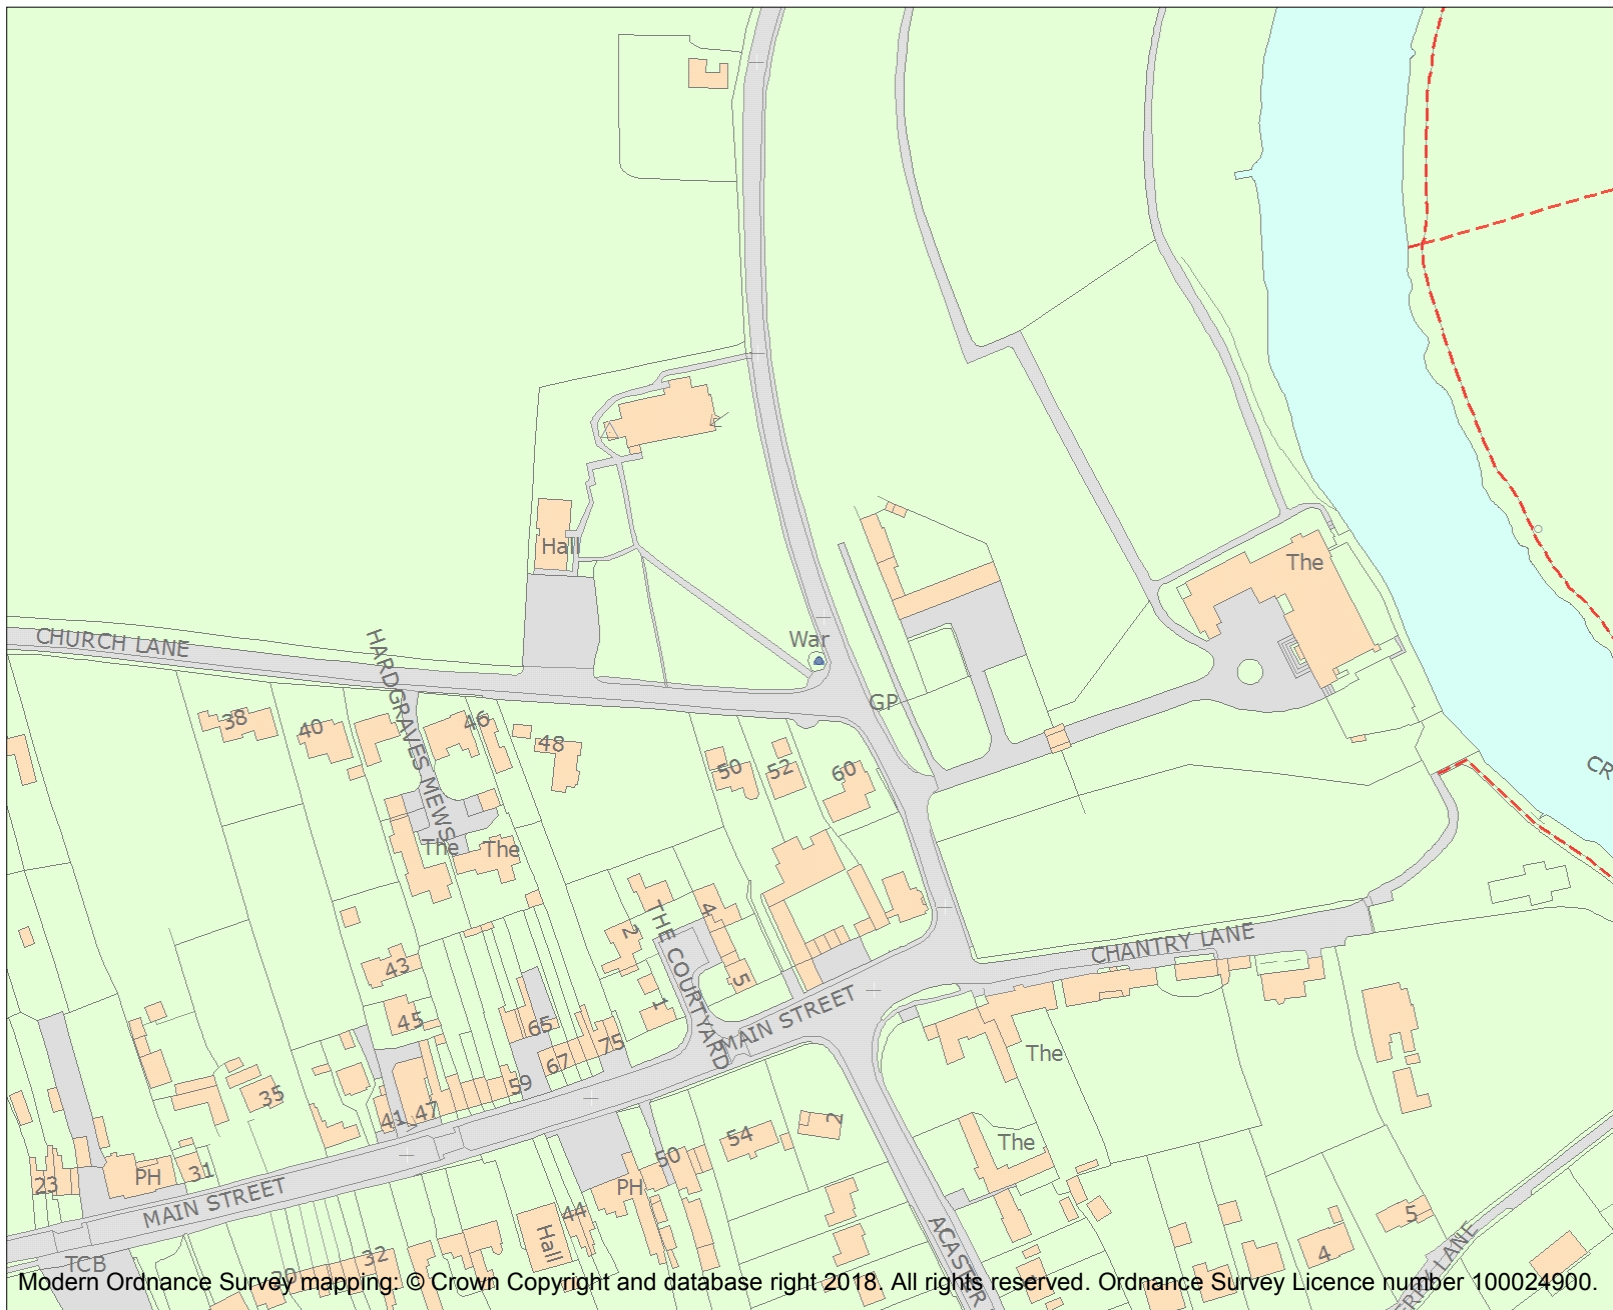 Hall
The
CHURCH LANE
HARDGRAVES MEWS
War
GP
38
40
46
48
50
52
60
CR
The
The
THE COURTYARD
2
4
5
1
CHANTRY LANE
43
45
65
67
75
MAIN STREET
59
The
35
41
47
54
2
50
The
23
PH
31
PH
44
MAIN STREET
Hall
ACASTER
5
4
TCB
32
LANE
Modern Ordnance Survey mapping: © Crown Copyright and database right 2018. All rights reserved. Ordnance Survey Licence number 100024900.